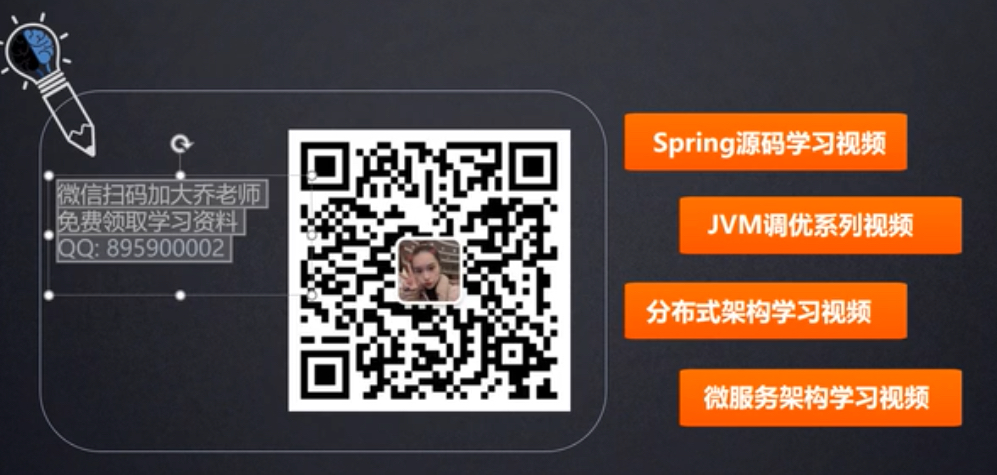 微信扫码加大乔老师
免费领取学习资料
QQ: 895900002
Spring源码学习视频
JVM调优系列视频
分布式架构学习视频
微服务架构学习视频